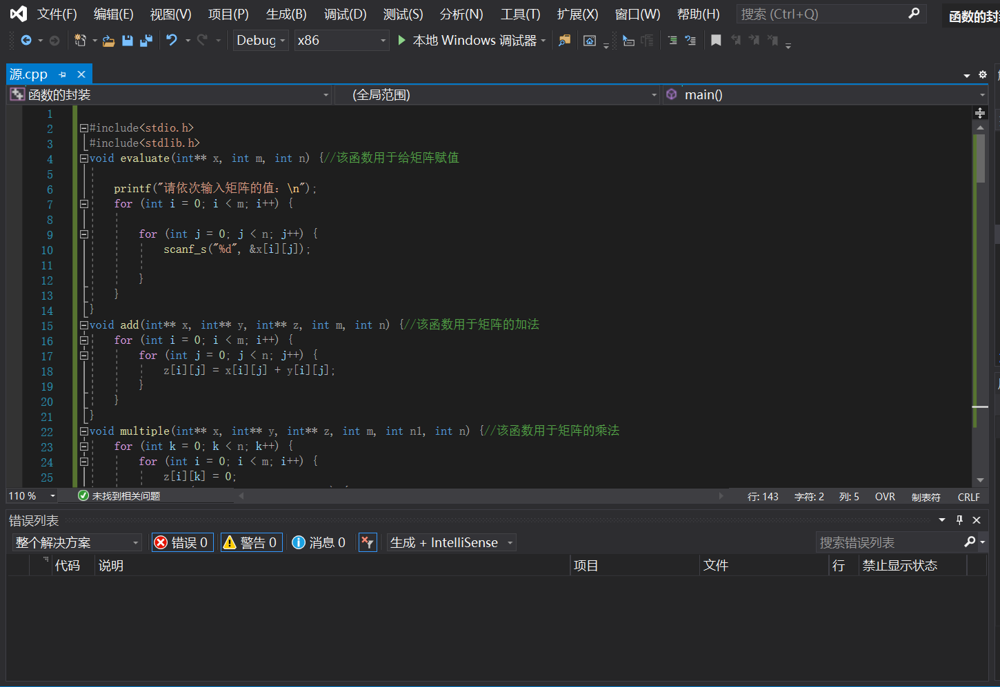 文件(F) 编辑(E) 视图(V) 项目(P) 生成(B) 调试(D) 测试(S) 分析(N) 工具(T) 扩展(X) 窗口(W) 帮助(H) 搜索 (Ctrl+Q) 函数的封
Debug x86 本地 Windows 调试器
源.cpp
函数的封装 (全局范围) main()
1
2 #include<stdio.h>
3 #include<stdlib.h>
4 void evaluate(int** x, int m, int n) {//该函数用于给矩阵赋值
5
6 printf("请依次输入矩阵的值：\n");
7 for (int i = 0; i < m; i++) {
8
9 for (int j = 0; j < n; j++) {
10 scanf_s("%d", &x[i][j]);
11
12 }
13 }
14 }
15 void add(int** x, int** y, int** z, int m, int n) {//该函数用于矩阵的加法
16 for (int i = 0; i < m; i++) {
17 for (int j = 0; j < n; j++) {
18 z[i][j] = x[i][j] + y[i][j];
19 }
20 }
21 }
22 void multiple(int** x, int** y, int** z, int m, int n1, int n) {//该函数用于矩阵的乘法
23 for (int k = 0; k < n; k++) {
24 for (int i = 0; i < m; i++) {
25 z[i][k] = 0;
110 % 未找到相关问题 行: 143 字符: 2 列: 5 OVR 制表符 CRLF
错误列表
整个解决方案 错误 0 警告 0 消息 0 生成 + IntelliSense 搜索错误列表
代码 说明 项目 文件 行 禁止显示状态